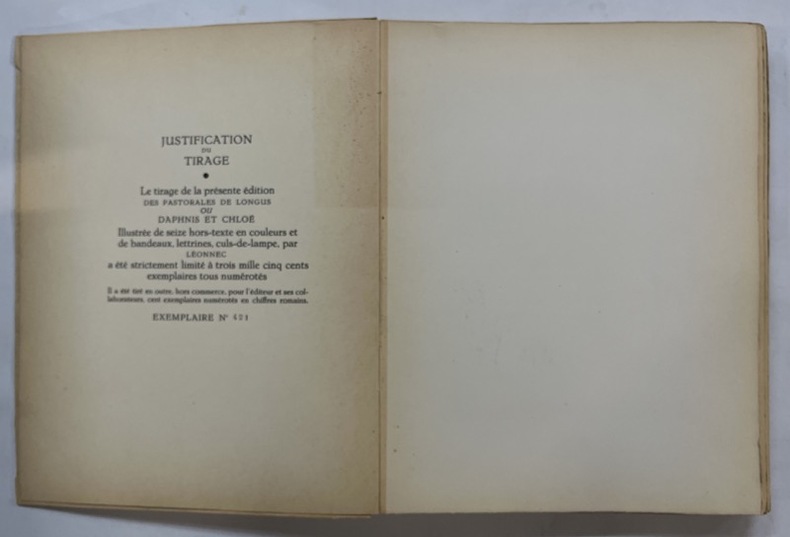 JUSTIFICATION
DU
TIRAGE
Le tirage de la présente édition
DES PASTORALES DE LONGUS
OU
DAPHNIS ET CHLOÉ
Illustrée de seize hors-texte en couleurs et
de bandeaux, lettrines, culs-de-lampe, par
LEONNEC
a été strictement limité à trois mille cinq cents
exemplaires tous numérotés
Il a été tiré en outre, hors commerce, pour l'éditeur et ses col-
laborateurs, cent exemplaires numérotés en chiffres romains.
EXEMPLAIRE N°